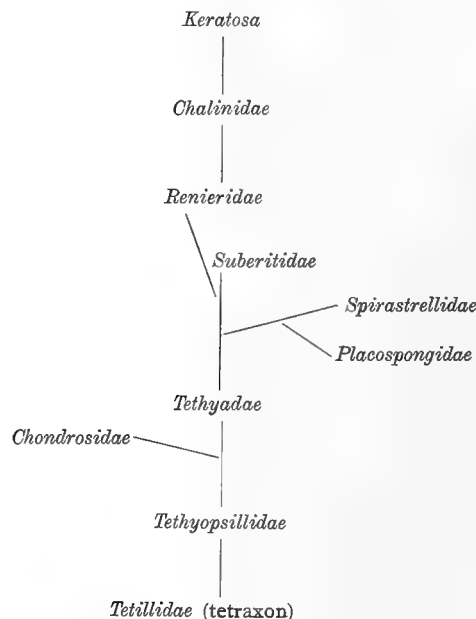 Keratosa
Chalinidae
Renieridae
Suberitidae
Spirastrellidae
Placospongidae
Tethyadae
Chondrosidae
Tethyopsillidae
Tetillidae (tetraxon)